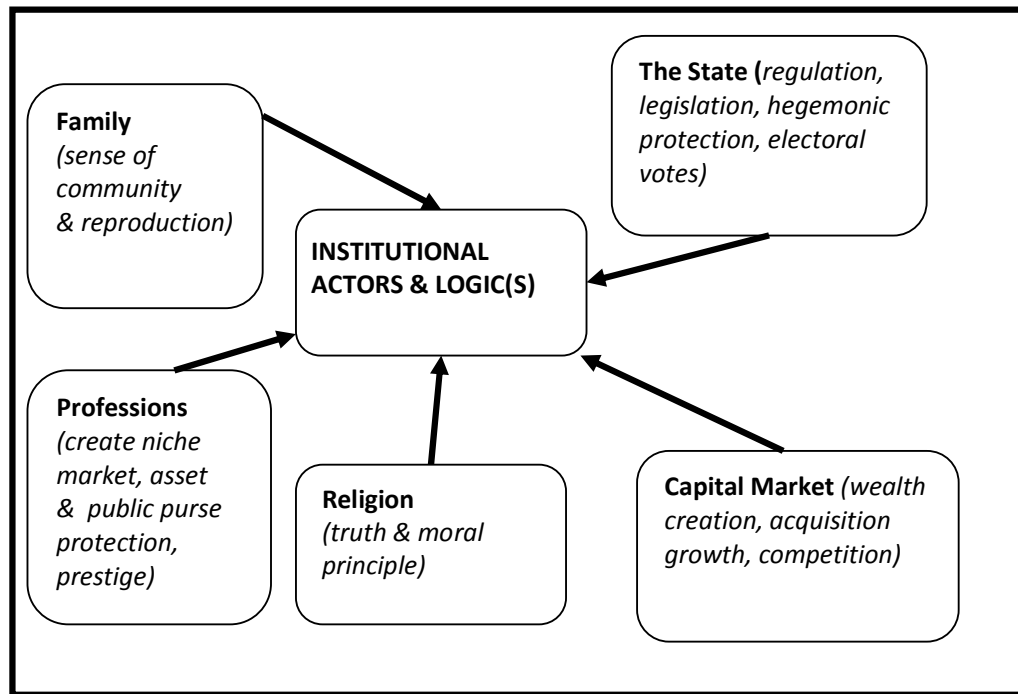 Family
(sense of
community
& reproduction)
The State (regulation,
legislation, hegemonic
protection, electoral
votes)
INSTITUTIONAL
ACTORS & LOGIC(S)
Professions
(create niche
market, asset
& public purse
protection,
prestige)
Religion
(truth & moral
principle)
Capital Market (wealth
creation, acquisition
growth, competition)